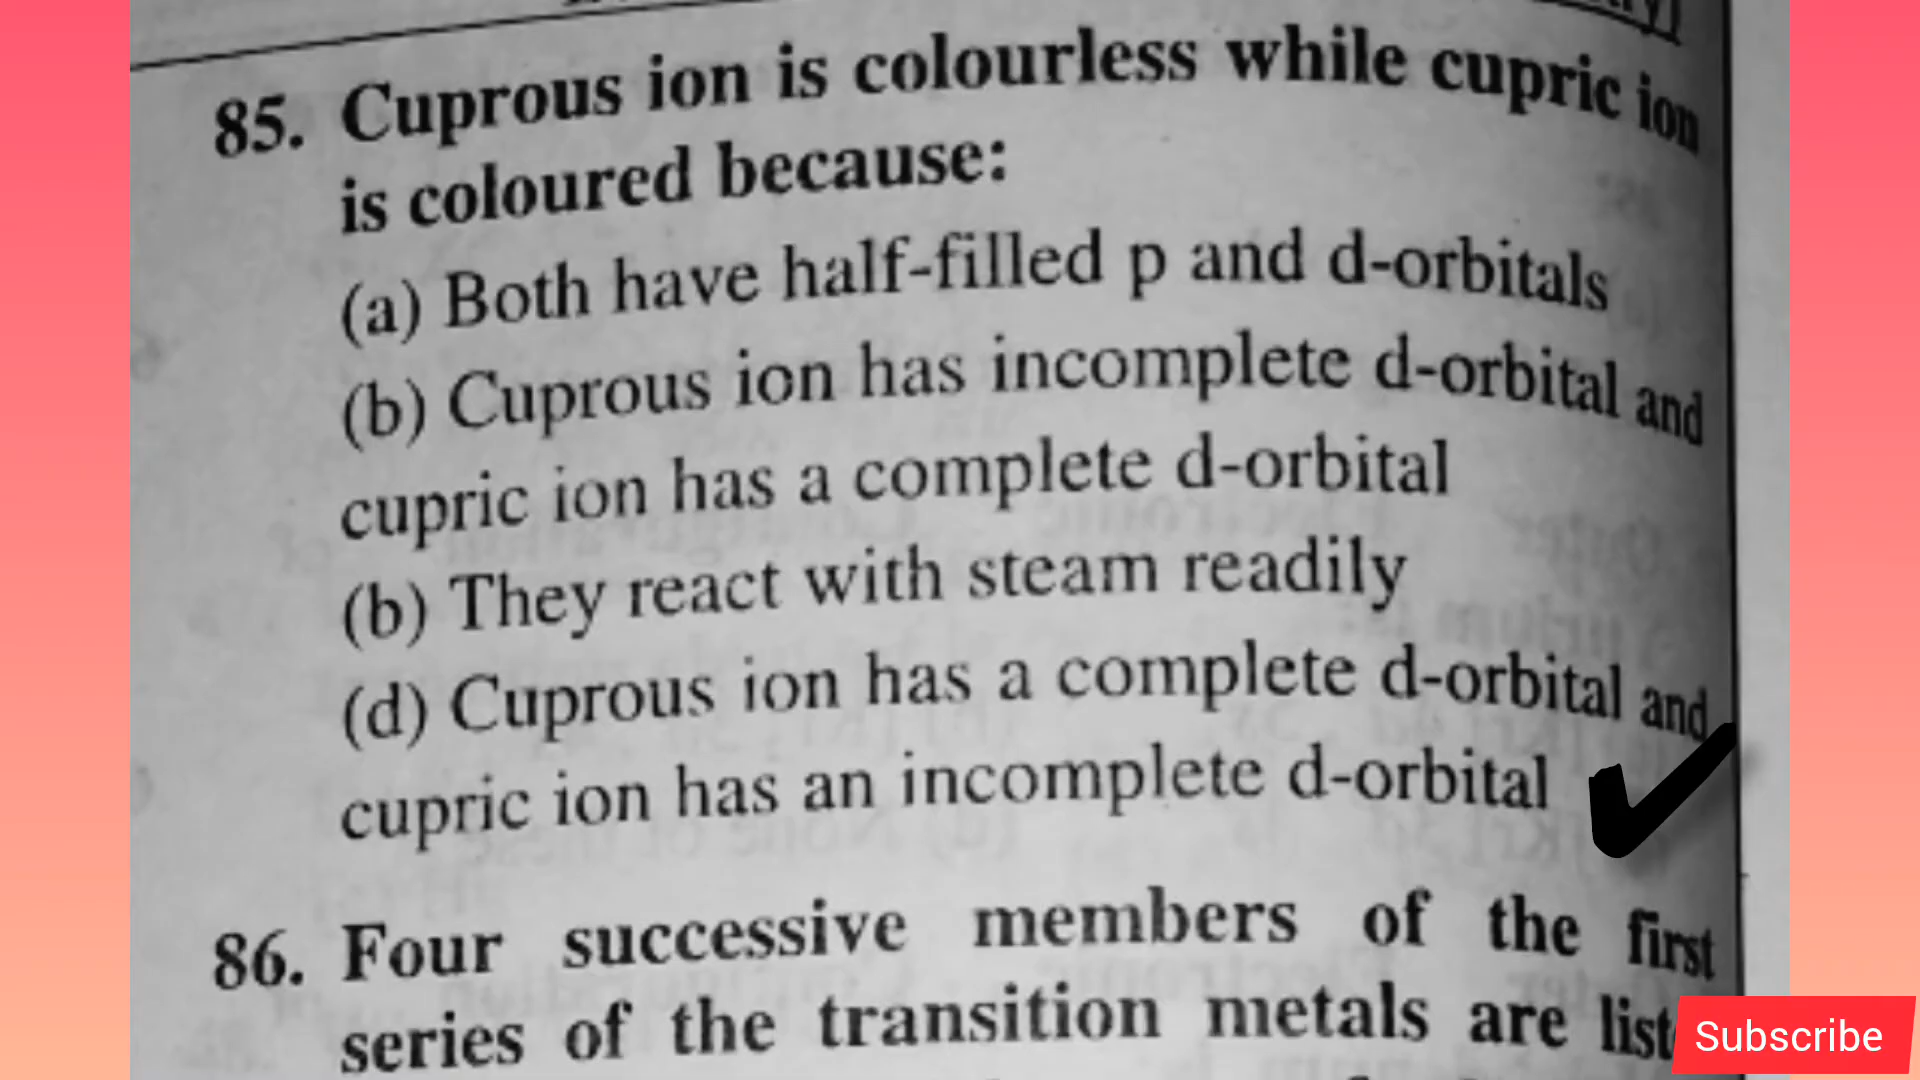 85. Cuprous ion is colourless while cupric ion
is coloured because:
(a) Both have half-filled p and d-orbitals
(b) Cuprous ion has incomplete d-orbital and
cupric ion has a complete d-orbital
(b) They react with steam readily
(d) Cuprous ion has a complete d-orbital and
cupric ion has an incomplete d-orbital
86. Four successive members of the first
series of the transition metals are
Subscribe